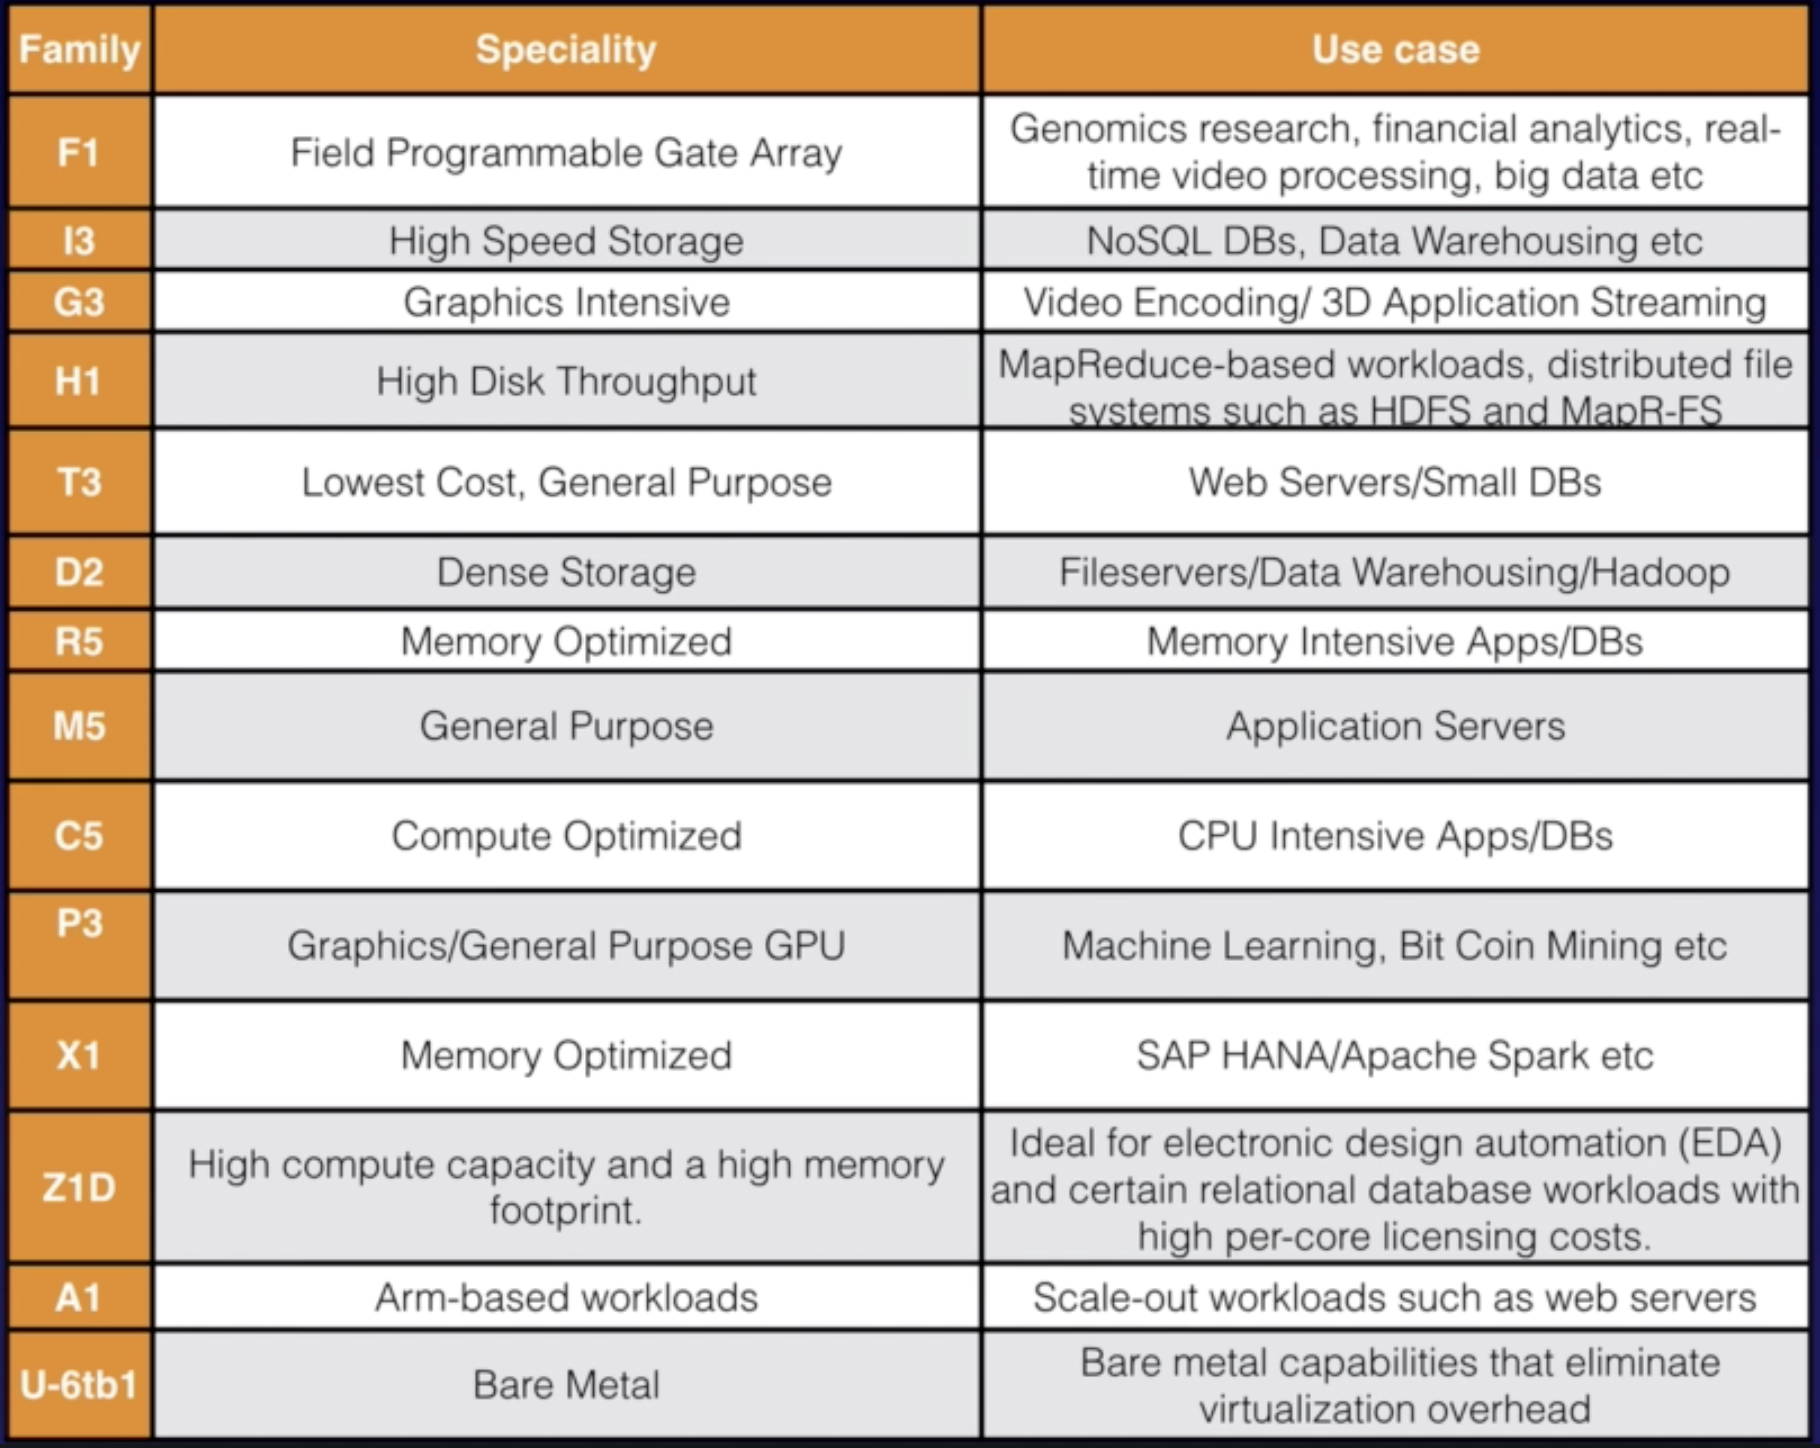 Family Speciality Use case
F1 Field Programmable Gate Array Genomics research, financial analytics, real-
time video processing, big data etc
I3 High Speed Storage NoSQL DBs, Data Warehousing etc
G3 Graphics Intensive Video Encoding/ 3D Application Streaming
H1 High Disk Throughput MapReduce-based workloads, distributed file
systems such as HDFS and MapR-FS
T3 Lowest Cost, General Purpose Web Servers/Small DBs
D2 Dense Storage Fileservers/Data Warehousing/Hadoop
R5 Memory Optimized Memory Intensive Apps/DBs
M5 General Purpose Application Servers
C5 Compute Optimized CPU Intensive Apps/DBs
P3 Graphics/General Purpose GPU Machine Learning, Bit Coin Mining etc
X1 Memory Optimized SAP HANA/Apache Spark etc
Z1D High compute capacity and a high memory
footprint. Ideal for electronic design automation (EDA)
and certain relational database workloads with
high per-core licensing costs.
A1 Arm-based workloads Scale-out workloads such as web servers
U-6tb1 Bare Metal Bare metal capabilities that eliminate
virtualization overhead